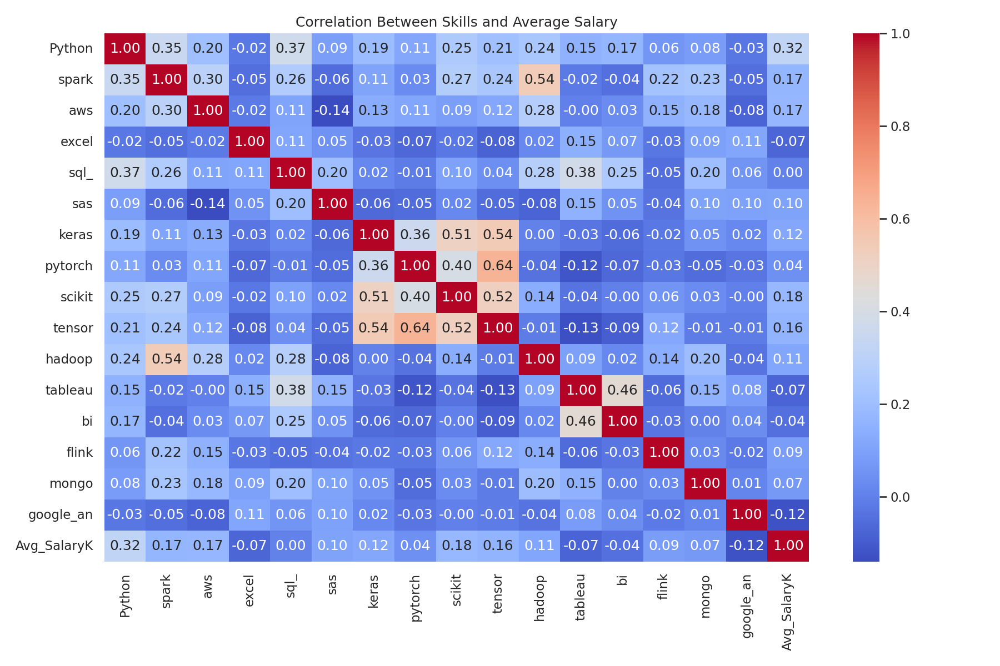 Correlation Between Skills and Average Salary
Python 1.00 0.35 0.20 -0.02 0.37 0.09 0.19 0.11 0.25 0.21 0.24 0.15 0.17 0.06 0.08 -0.03 0.32
spark 0.35 1.00 0.30 -0.05 0.26 -0.06 0.11 0.03 0.27 0.24 0.54 -0.02 -0.04 0.22 0.23 -0.05 0.17
aws 0.20 0.30 1.00 -0.02 0.11 -0.14 0.13 0.11 0.09 0.12 0.28 -0.00 0.03 0.15 0.18 -0.08 0.17
excel -0.02 -0.05 -0.02 1.00 0.11 0.05 -0.03 -0.07 -0.02 -0.08 0.02 0.15 0.07 -0.03 0.09 0.11 -0.07
sql_ 0.37 0.26 0.11 0.11 1.00 0.20 0.02 -0.01 0.10 0.04 0.28 0.38 0.25 -0.05 0.20 0.06 0.00
sas 0.09 -0.06 -0.14 0.05 0.20 1.00 -0.06 -0.05 0.02 -0.05 -0.08 0.15 0.05 -0.04 0.10 0.10 0.10
keras 0.19 0.11 0.13 -0.03 0.02 -0.06 1.00 0.36 0.51 0.54 0.00 -0.03 -0.06 -0.02 0.05 0.02 0.12
pytorch 0.11 0.03 0.11 -0.07 -0.01 -0.05 0.36 1.00 0.40 0.64 -0.04 -0.12 -0.07 -0.03 -0.05 -0.03 0.04
scikit 0.25 0.27 0.09 -0.02 0.10 0.02 0.51 0.40 1.00 0.52 0.14 -0.04 -0.00 0.06 0.03 -0.00 0.18
tensor 0.21 0.24 0.12 -0.08 0.04 -0.05 0.54 0.64 0.52 1.00 -0.01 -0.13 -0.09 0.12 -0.01 -0.01 0.16
hadoop 0.24 0.54 0.28 0.02 0.28 -0.08 0.00 -0.04 0.14 -0.01 1.00 0.09 0.02 0.14 0.20 -0.04 0.11
tableau 0.15 -0.02 -0.00 0.15 0.38 0.15 -0.03 -0.12 -0.04 -0.13 0.09 1.00 0.46 -0.06 0.15 0.08 -0.07
bi 0.17 -0.04 0.03 0.07 0.25 0.05 -0.06 -0.07 -0.00 -0.09 0.02 0.46 1.00 -0.03 0.00 0.04 -0.04
flink 0.06 0.22 0.15 -0.03 -0.05 -0.04 -0.02 -0.03 0.06 0.12 0.14 -0.06 -0.03 1.00 0.03 -0.02 0.09
mongo 0.08 0.23 0.18 0.09 0.20 0.10 0.05 -0.05 0.03 -0.01 0.20 0.15 0.00 0.03 1.00 0.01 0.07
google_an -0.03 -0.05 -0.08 0.11 0.06 0.10 0.02 -0.03 -0.00 -0.01 -0.04 0.08 0.04 -0.02 0.01 1.00 -0.12
Avg_SalaryK 0.32 0.17 0.17 -0.07 0.00 0.10 0.12 0.04 0.18 0.16 0.11 -0.07 -0.04 0.09 0.07 -0.12 1.00
Python spark aws excel sql_ sas keras pytorch scikit tensor hadoop tableau bi flink mongo google_an Avg_SalaryK
1.0
0.8
0.6
0.4
0.2
0.0